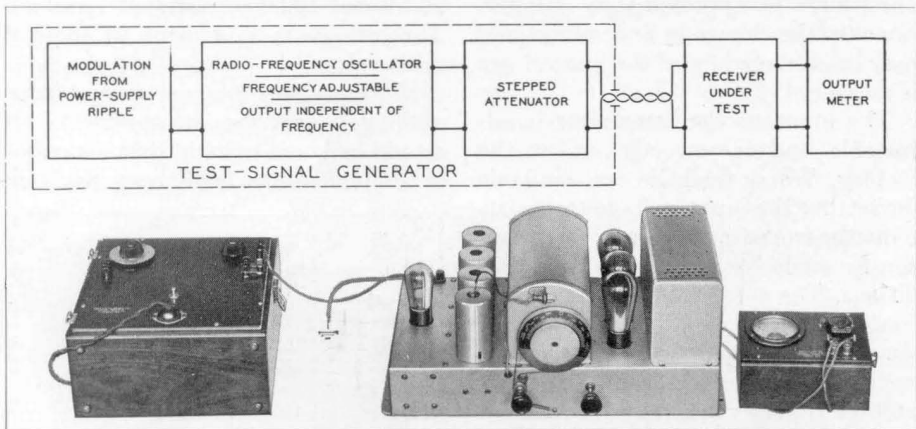 MODULATION
FROM
POWER-SUPPLY
RIPPLE
RADIO-FREQUENCY OSCILLATOR
FREQUENCY ADJUSTABLE
OUTPUT INDEPENDENT OF
FREQUENCY
STEPPED
ATTENUATOR
RECEIVER
UNDER
TEST
OUTPUT
METER
TEST-SIGNAL GENERATOR